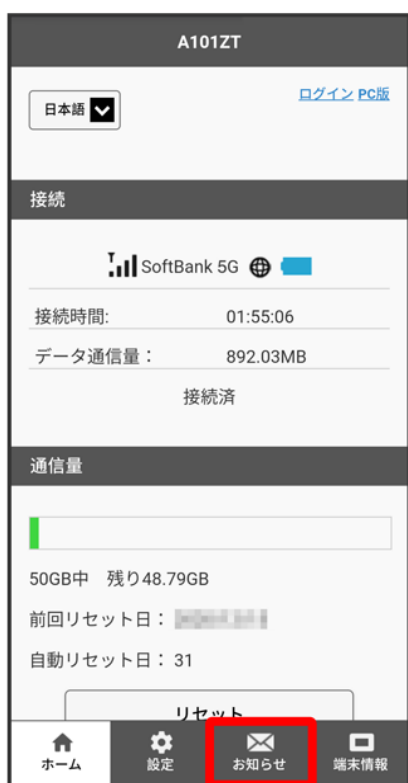 A101ZT
日本語
ログイン PC版
接続
SoftBank 5G
接続時間: 01:55:06
データ通信量： 892.03MB
接続済
通信量
50GB中 残り48.79GB
前回リセット日：
自動リセット日：31
リセット
ホーム 設定 お知らせ 端末情報